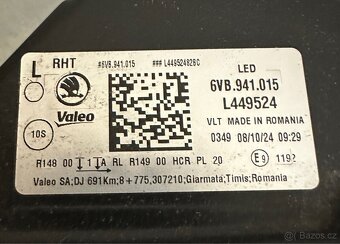 L RHT #6VB.941.015 ### L449524828C
LED
6VB.941.015
L449524
Valeo
VLT MADE IN ROMANIA
10S
0349 08/10/24 09:29
R148 00 1 1A RL R149 00 HCR PL 20 E9 1192
Valeo SA;DJ 691Km;8+775,307210;Giarmata;Timis;Romania
Bazos.cz